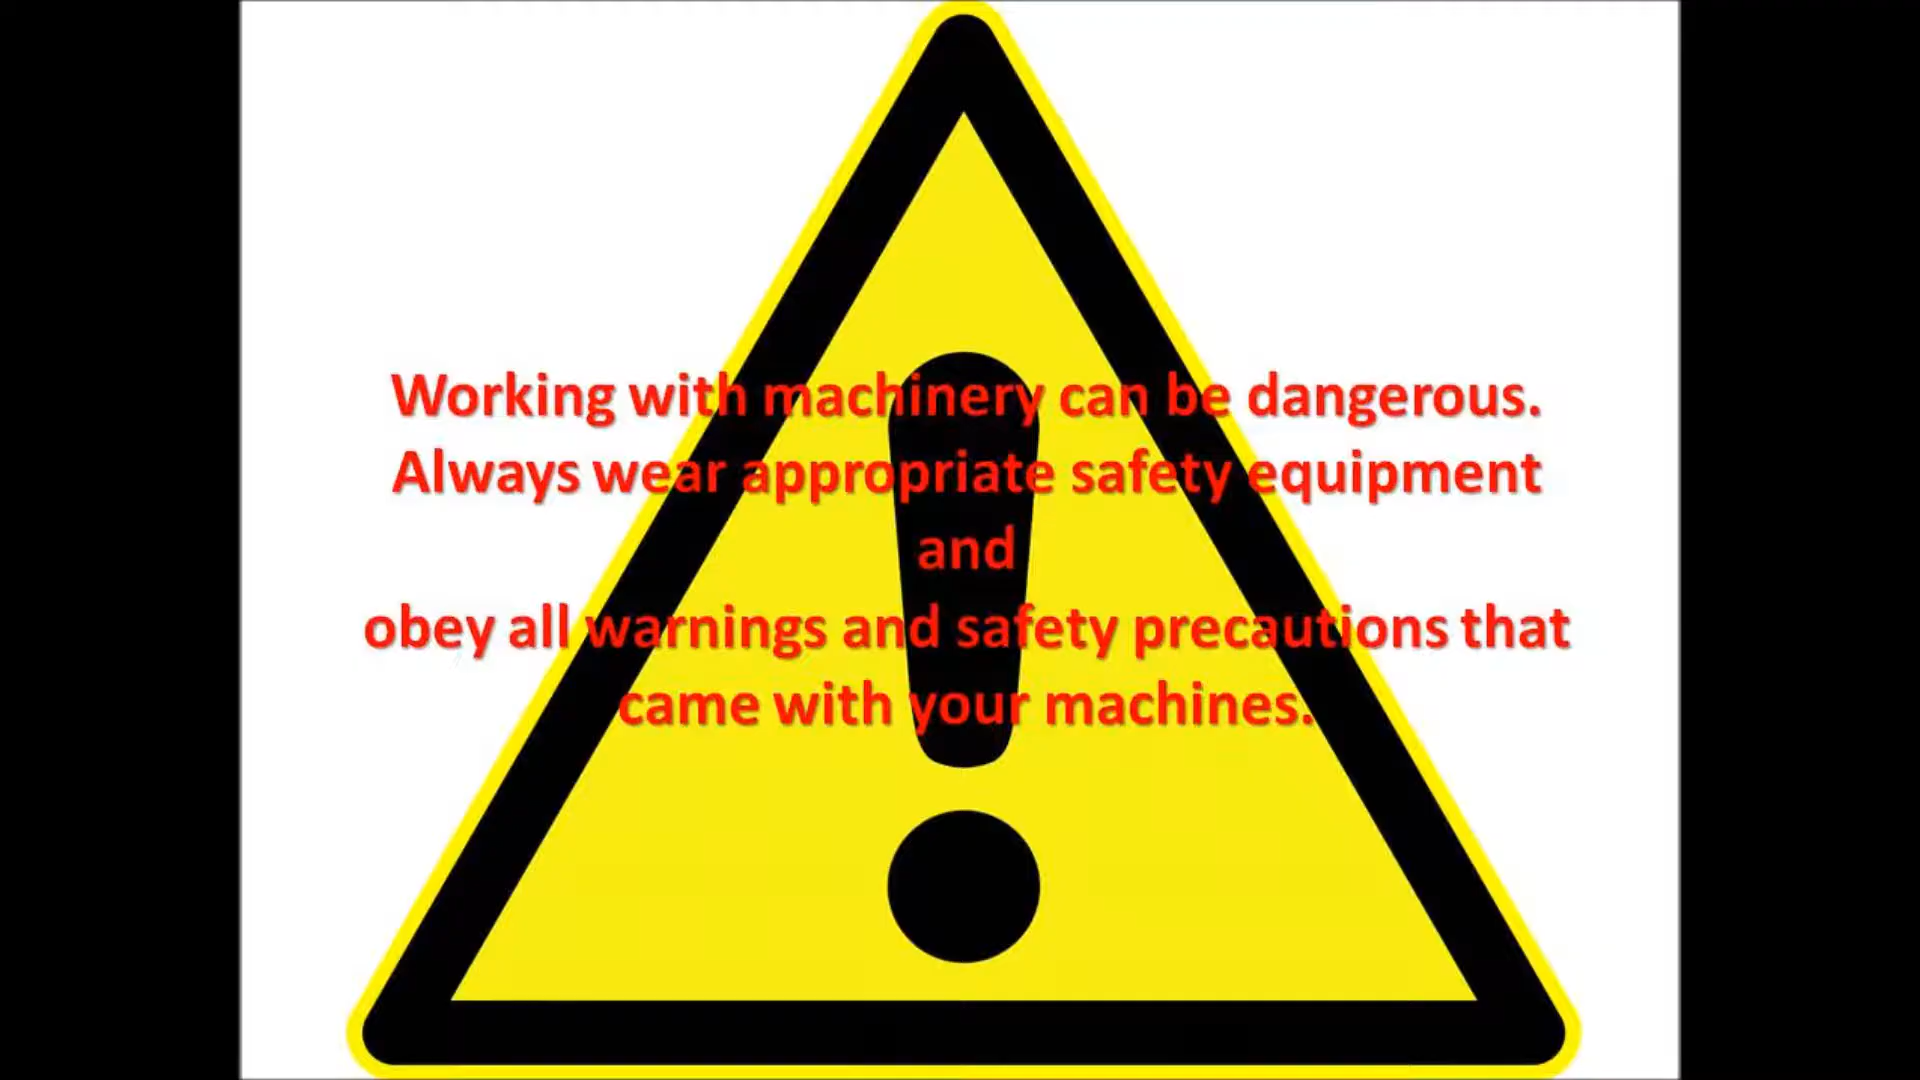 Working with machinery can be dangerous.
Always wear appropriate safety equipment
and
obey all warnings and safety precautions that
came with your machines.